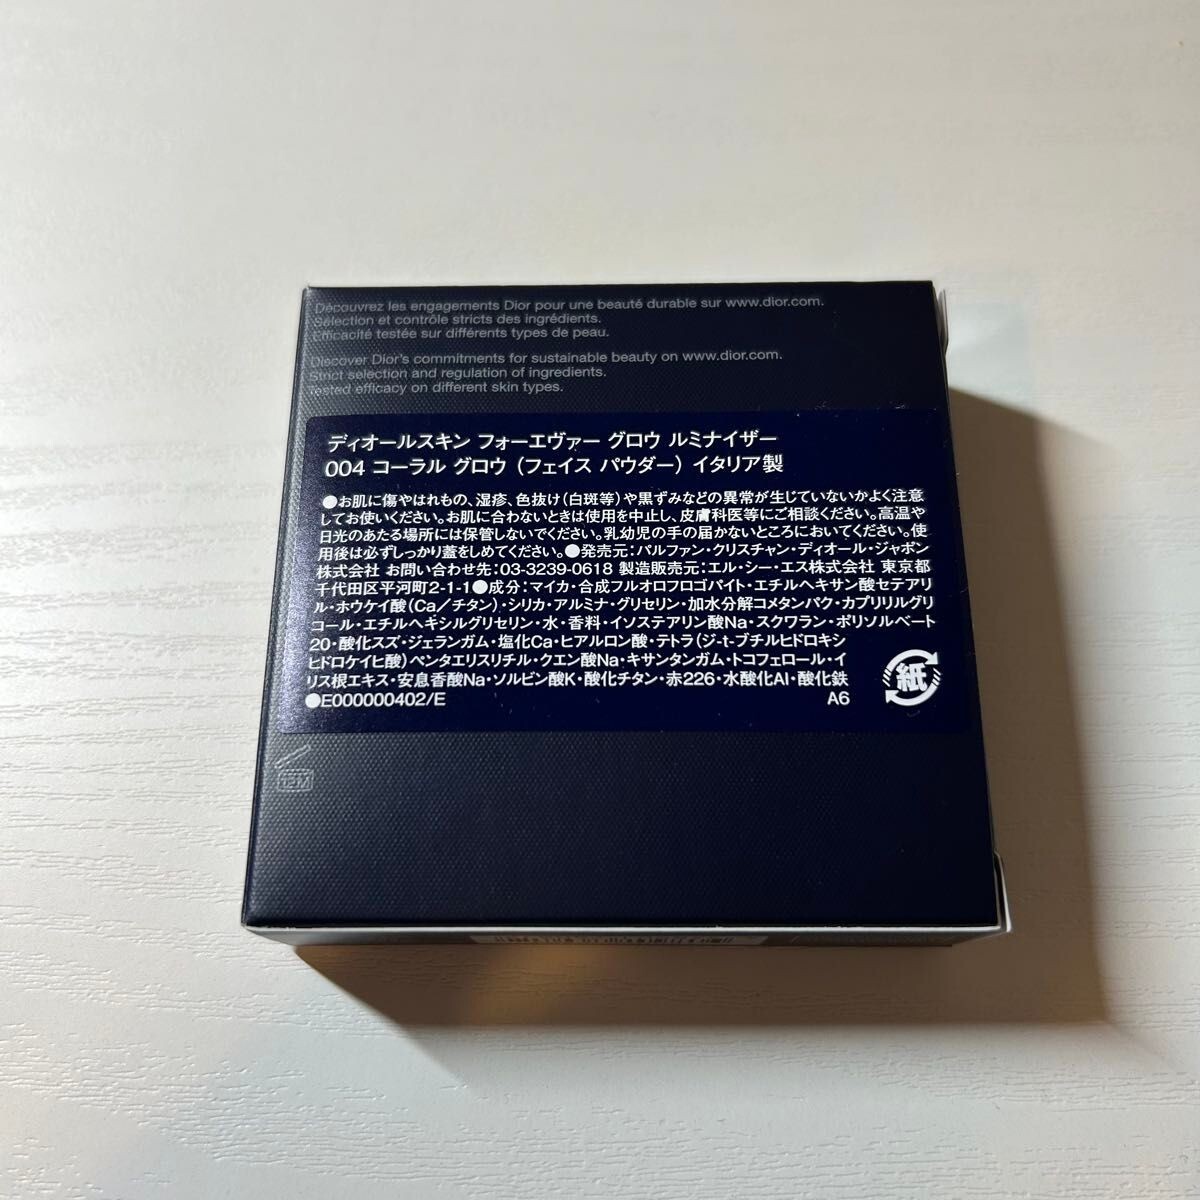 Découvrez les engagements Dior pour une beauté durable sur www.dior.com.
Sélection et contrôle stricts des ingrédients.
Efficacité testée sur différents types de peau.
Discover Dior's commitments for sustainable beauty on www.dior.com.
Strict selection and regulation of ingredients.
Tested efficacy on different skin types.
ディオールスキン フォーエヴァー グロウ ルミナイザー
004 コーラル グロウ (フェイス パウダー) イタリア製
●お肌に傷やはれもの、湿疹、色抜け(白斑等)や黒ずみなどの異常が生じていないかよく注意
してお使いください。お肌に合わないときは使用を中止し、皮膚科医等にご相談ください。高温や
日光のあたる場所には保管しないでください。乳幼児の手の届かないところにおいてください。使
用後は必ずしっかり蓋をしめてください。●発売元:パルファン・クリスチャン・ディオール・ジャポン
株式会社 お問い合わせ先:03-3239-0618 製造販売元:エル・シー・エス株式会社 東京都
千代田区平河町2-1-1●成分:マイカ・合成フルオロフロゴパイト・エチルヘキサン酸セテアリ
ル・ホウケイ酸(Ca/チタン)・シリカ・アルミナ・グリセリン・加水分解コメタンパク・カプリリルグリ
コール・エチルヘキシルグリセリン・水・香料・イソステアリン酸Na・スクワラン・ポリソルベート
20・酸化スズ・ジェランガム・塩化Ca・ヒアルロン酸・テトラ(ジ-t-ブチルヒドロキシ
ヒドロケイヒ酸)ペンタエリスリチル・クエン酸Na・キサンタンガム・トコフェロール・イ
リス根エキス・安息香酸Na・ソルビン酸K・酸化チタン・赤226・水酸化Al・酸化鉄
●E000000402/E A6
紙